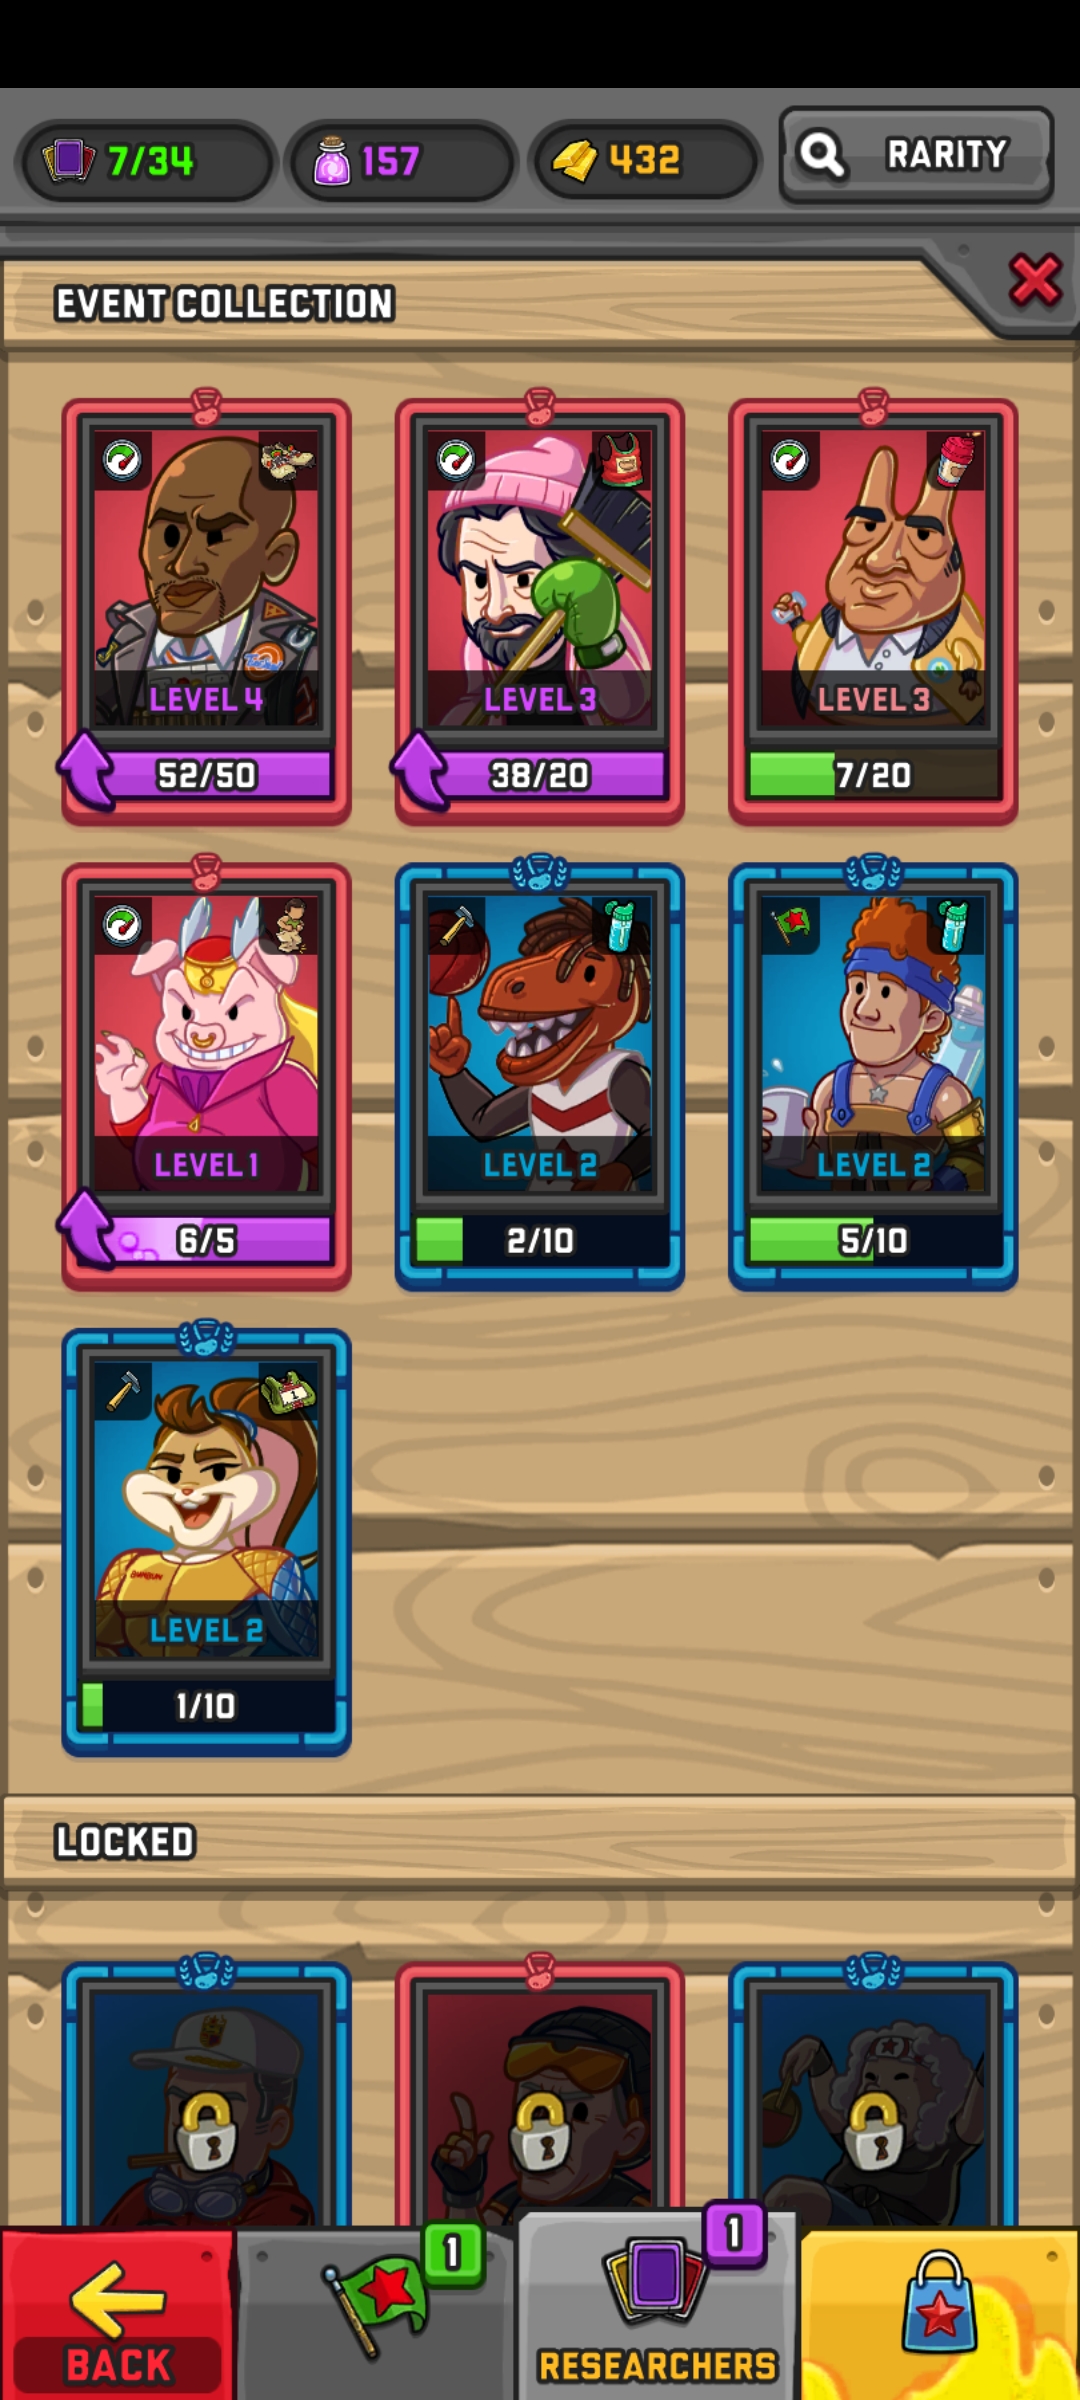 7/34
157
432
RARITY
EVENT COLLECTION
LEVEL 4
LEVEL 3
LEVEL 3
52/50
38/20
7/20
LEVEL 1
LEVEL 2
LEVEL 2
6/5
2/10
5/10
1
BUNBUN
LEVEL 2
1/10
LOCKED
1
1
BACK
RESEARCHERS